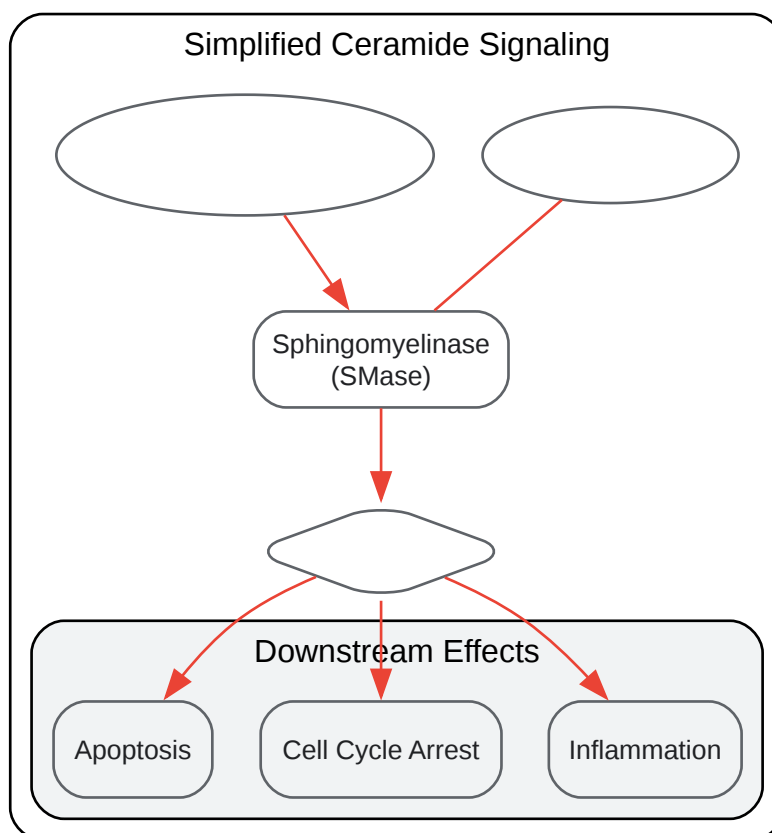 Simplified Ceramide Signaling
Sphingomyelinase
(SMase)
Downstream Effects
Apoptosis
Cell Cycle Arrest
Inflammation